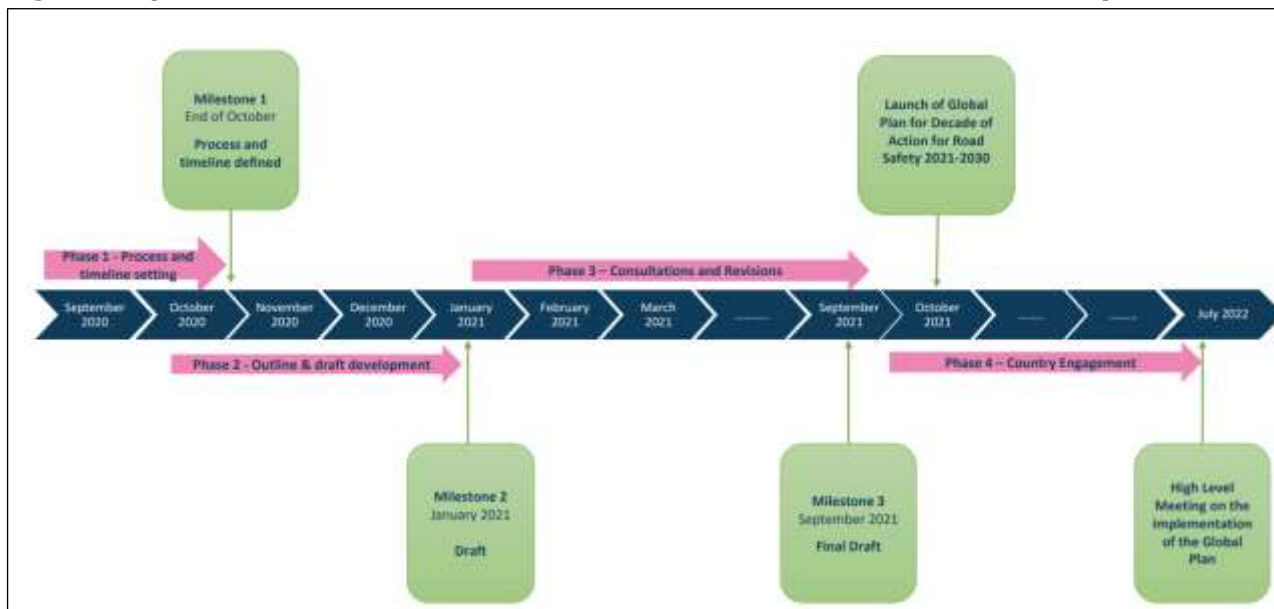 Milestone 1
End of October
Process and
timeline defined
Launch of Global
Plan for Decade of
Action for Road
Safety 2021-2030
Phase 1 - Process and
timeline setting
Phase 3 – Consultations and Revisions
September
2020
October
2020
November
2020
December
2020
January
2021
February
2021
March
2021
..........
September
2021
October
2021
........
........
July 2022
Phase 2 - Outline & draft development
Phase 4 – Country Engagement
Milestone 2
January 2021
Draft
Milestone 3
September 2021
Final Draft
High Level
Meeting on the
implementation
of the Global
Plan